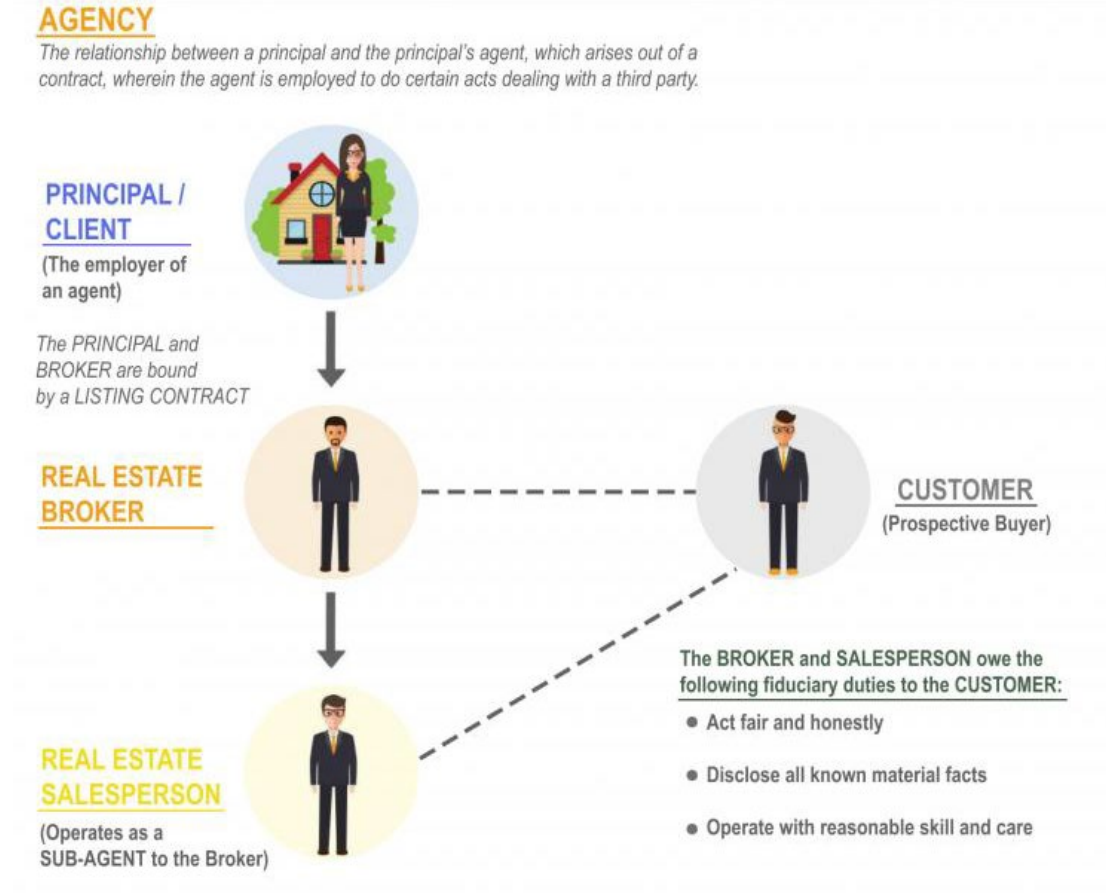 AGENCY
The relationship between a principal and the principal's agent, which arises out of a
contract, wherein the agent is employed to do certain acts dealing with a third party.
PRINCIPAL /
CLIENT
(The employer of
an agent)
The PRINCIPAL and
BROKER are bound
by a LISTING CONTRACT
REAL ESTATE
BROKER
CUSTOMER
(Prospective Buyer)
The BROKER and SALESPERSON owe the
following fiduciary duties to the CUSTOMER:
● Act fair and honestly
● Disclose all known material facts
● Operate with reasonable skill and care
REAL ESTATE
SALESPERSON
(Operates as a
SUB-AGENT to the Broker)